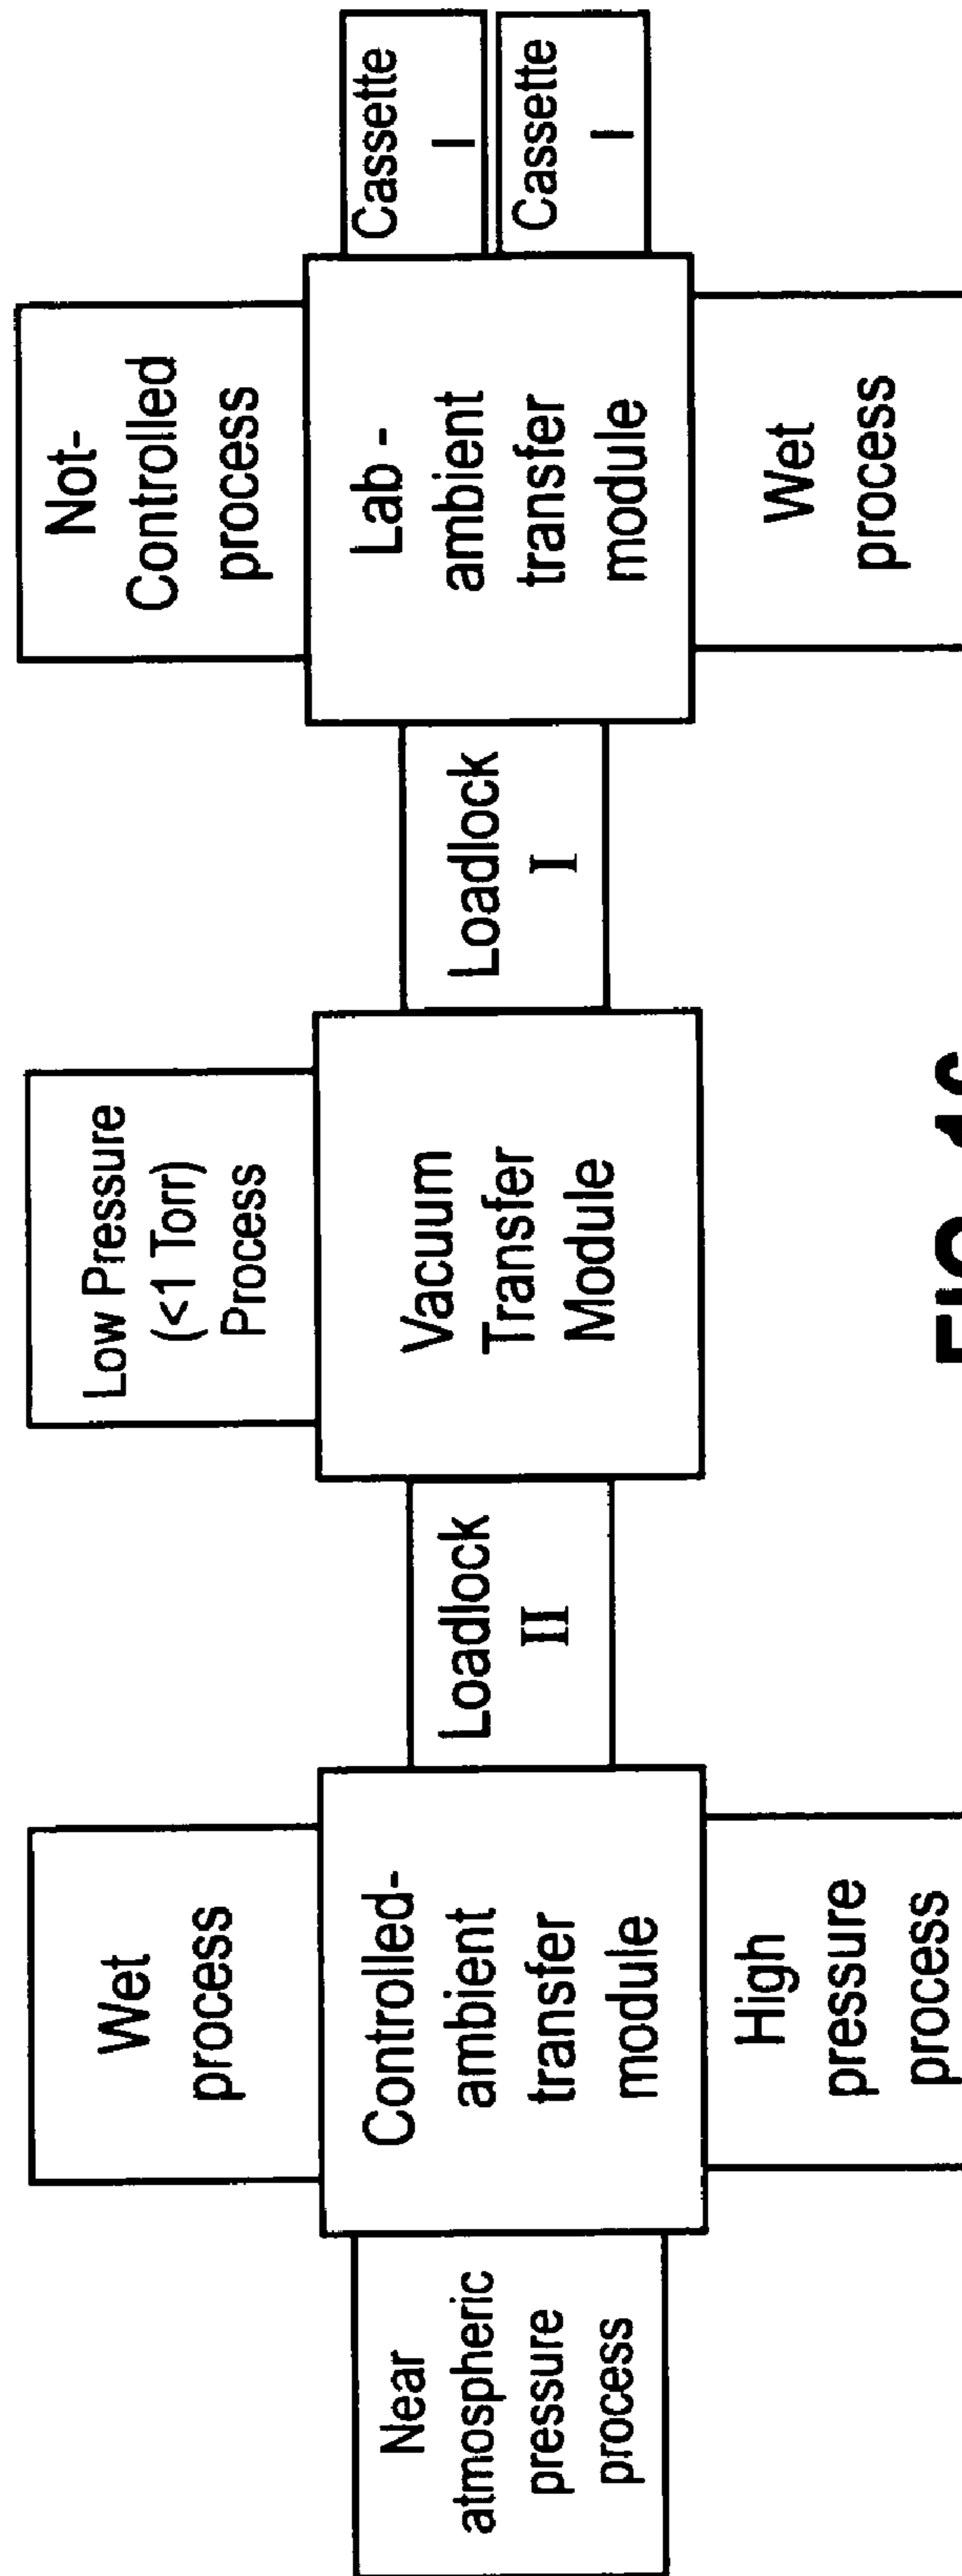 Near
atmospheric
pressure
process
Wet
process
Controlled-
ambient
transfer
module
High
pressure
process
Loadlock
II
Low Pressure
(<1 Torr)
Process
Vacuum
Transfer
Module
Loadlock
I
Not-
Controlled
process
Lab -
ambient
transfer
module
Wet
process
Cassette
I
Cassette
I
FIG.